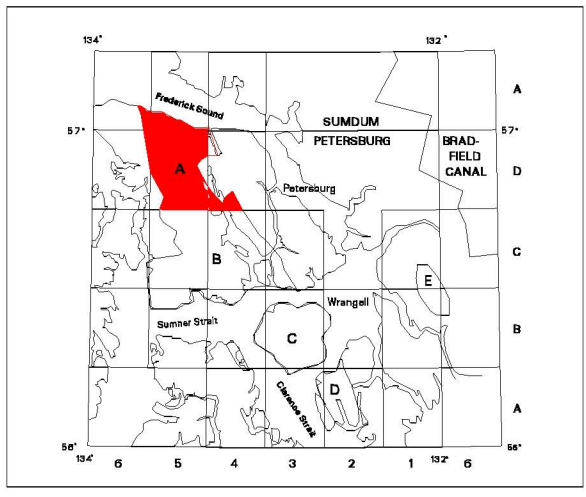 134°
132°
A
Frederick Sound
SUMDUM
57°
57°
PETERSBURG
BRAD-
FIELD
CANAL
A
D
Petersburg
B
C
E
Wrangell
Sumner Strait
C
B
D
Clarence Strait
A
56°
56°
134°
132°
6
5
4
3
2
1
6